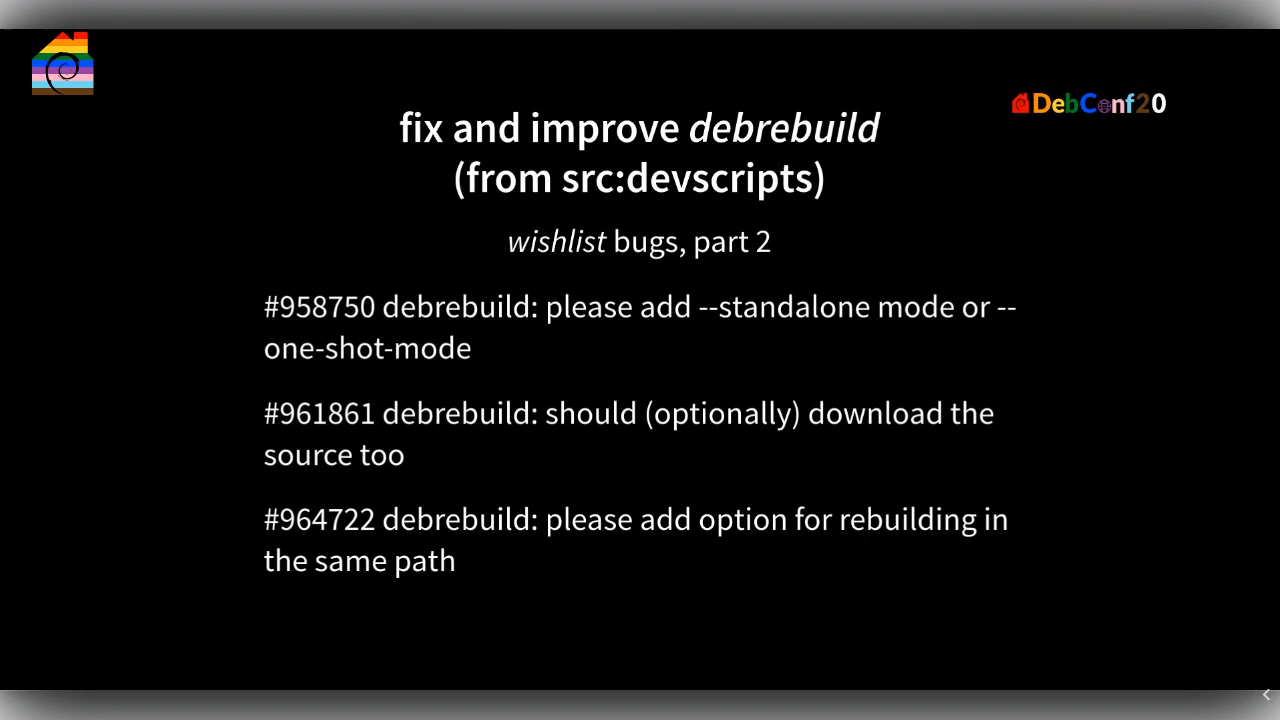 DebConf20
fix and improve debrebuild
(from src:devscripts)
wishlist bugs, part 2
#958750 debrebuild: please add --standalone mode or --
one-shot-mode
#961861 debrebuild: should (optionally) download the
source too
#964722 debrebuild: please add option for rebuilding in
the same path